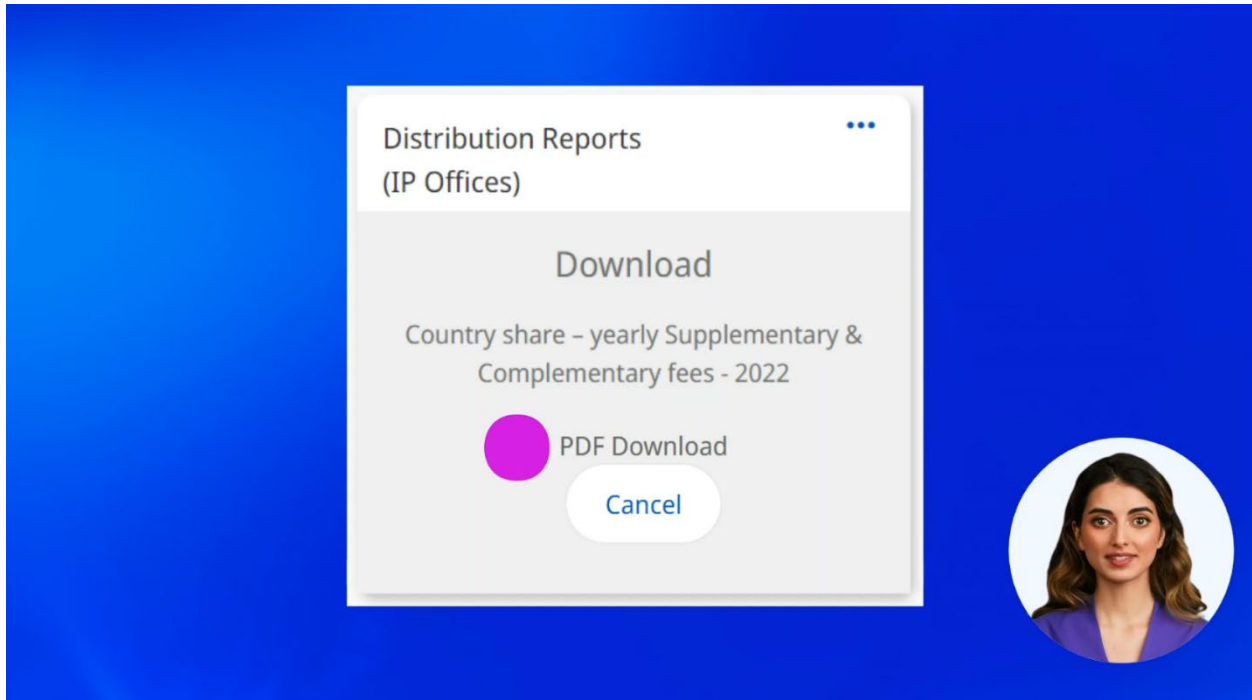 Distribution Reports
(IP Offices)
Download
Country share – yearly Supplementary &
Complementary fees - 2022
PDF Download
Cancel